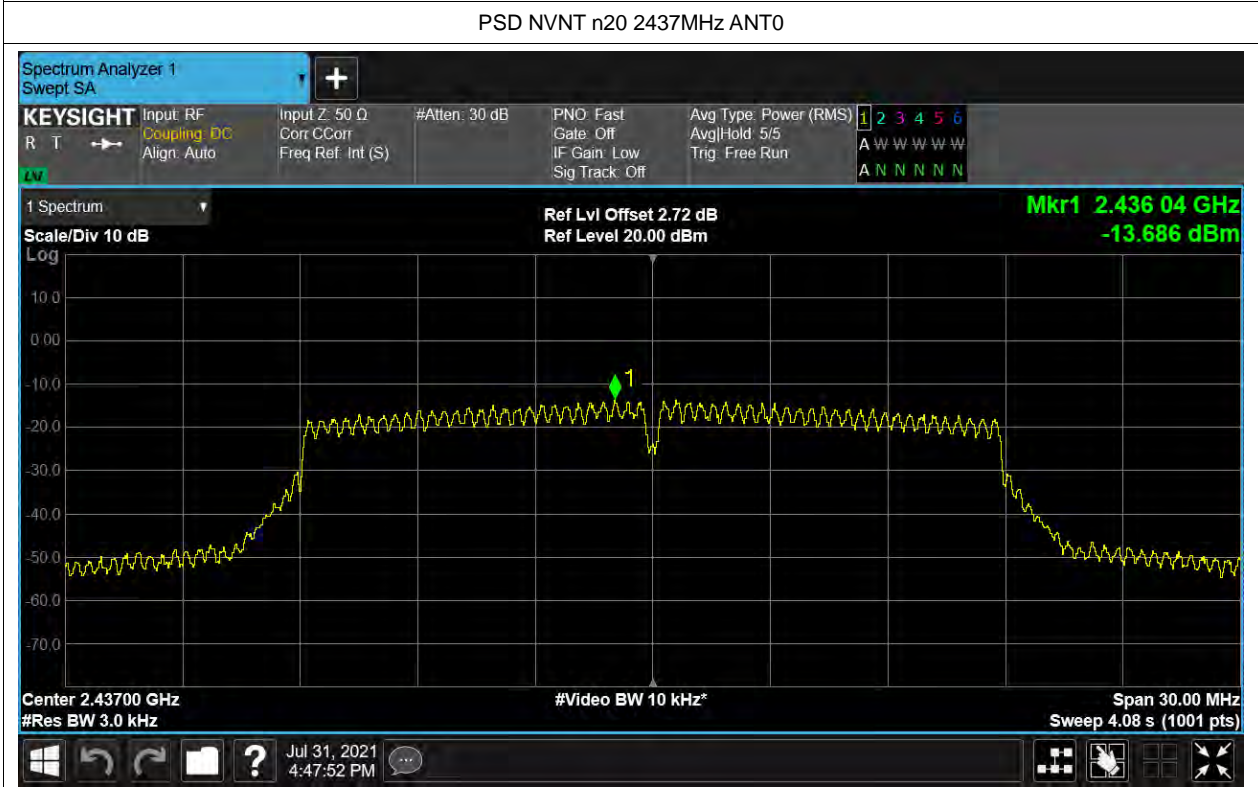 PSD NVNT n20 2437MHz ANT0
Spectrum Analyzer 1
Swept SA
KEYSIGHT
R T
Input: RF
Coupling: DC
Align: Auto
Input Z: 50 Ω
Corr CCorr
Freq Ref: Int (S)
#Atten: 30 dB
PNO: Fast
Gate: Off
IF Gain: Low
Sig Track: Off
Avg Type: Power (RMS)
Avg|Hold: 5/5
Trig: Free Run
1 2 3 4 5 6
A W W W W W
A N N N N N
1 Spectrum
Scale/Div 10 dB
Ref Lvl Offset 2.72 dB
Ref Level 20.00 dBm
Mkr1 2.436 04 GHz
-13.686 dBm
Log
10.0
0.00
-10.0
-20.0
-30.0
-40.0
-50.0
-60.0
-70.0
1
Center 2.43700 GHz
#Res BW 3.0 kHz
#Video BW 10 kHz*
Span 30.00 MHz
Sweep 4.08 s (1001 pts)
?
Jul 31, 2021
4:47:52 PM